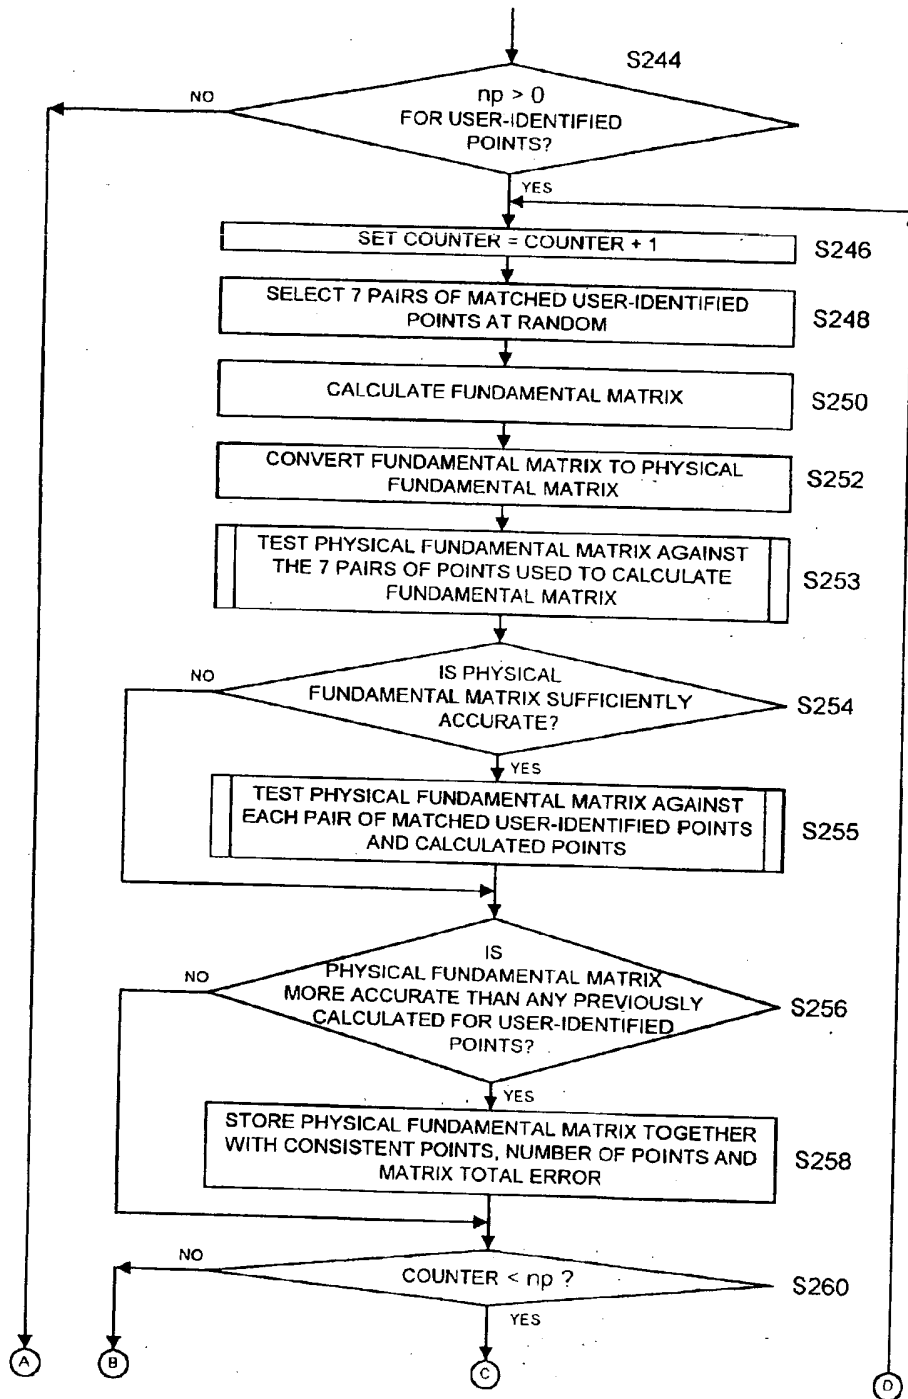 S244
NO
np > 0
FOR USER-IDENTIFIED
POINTS?
YES
SET COUNTER = COUNTER + 1
S246
SELECT 7 PAIRS OF MATCHED USER-IDENTIFIED
POINTS AT RANDOM
S248
CALCULATE FUNDAMENTAL MATRIX
S250
CONVERT FUNDAMENTAL MATRIX TO PHYSICAL
FUNDAMENTAL MATRIX
S252
TEST PHYSICAL FUNDAMENTAL MATRIX AGAINST
THE 7 PAIRS OF POINTS USED TO CALCULATE
FUNDAMENTAL MATRIX
S253
NO
IS PHYSICAL
FUNDAMENTAL MATRIX SUFFICIENTLY
ACCURATE?
S254
YES
TEST PHYSICAL FUNDAMENTAL MATRIX AGAINST
EACH PAIR OF MATCHED USER-IDENTIFIED POINTS
AND CALCULATED POINTS
S255
NO
IS
PHYSICAL FUNDAMENTAL MATRIX
MORE ACCURATE THAN ANY PREVIOUSLY
CALCULATED FOR USER-IDENTIFIED
POINTS?
S256
YES
STORE PHYSICAL FUNDAMENTAL MATRIX TOGETHER
WITH CONSISTENT POINTS, NUMBER OF POINTS AND
MATRIX TOTAL ERROR
S258
NO
COUNTER < np ?
S260
YES
A
B
C
D